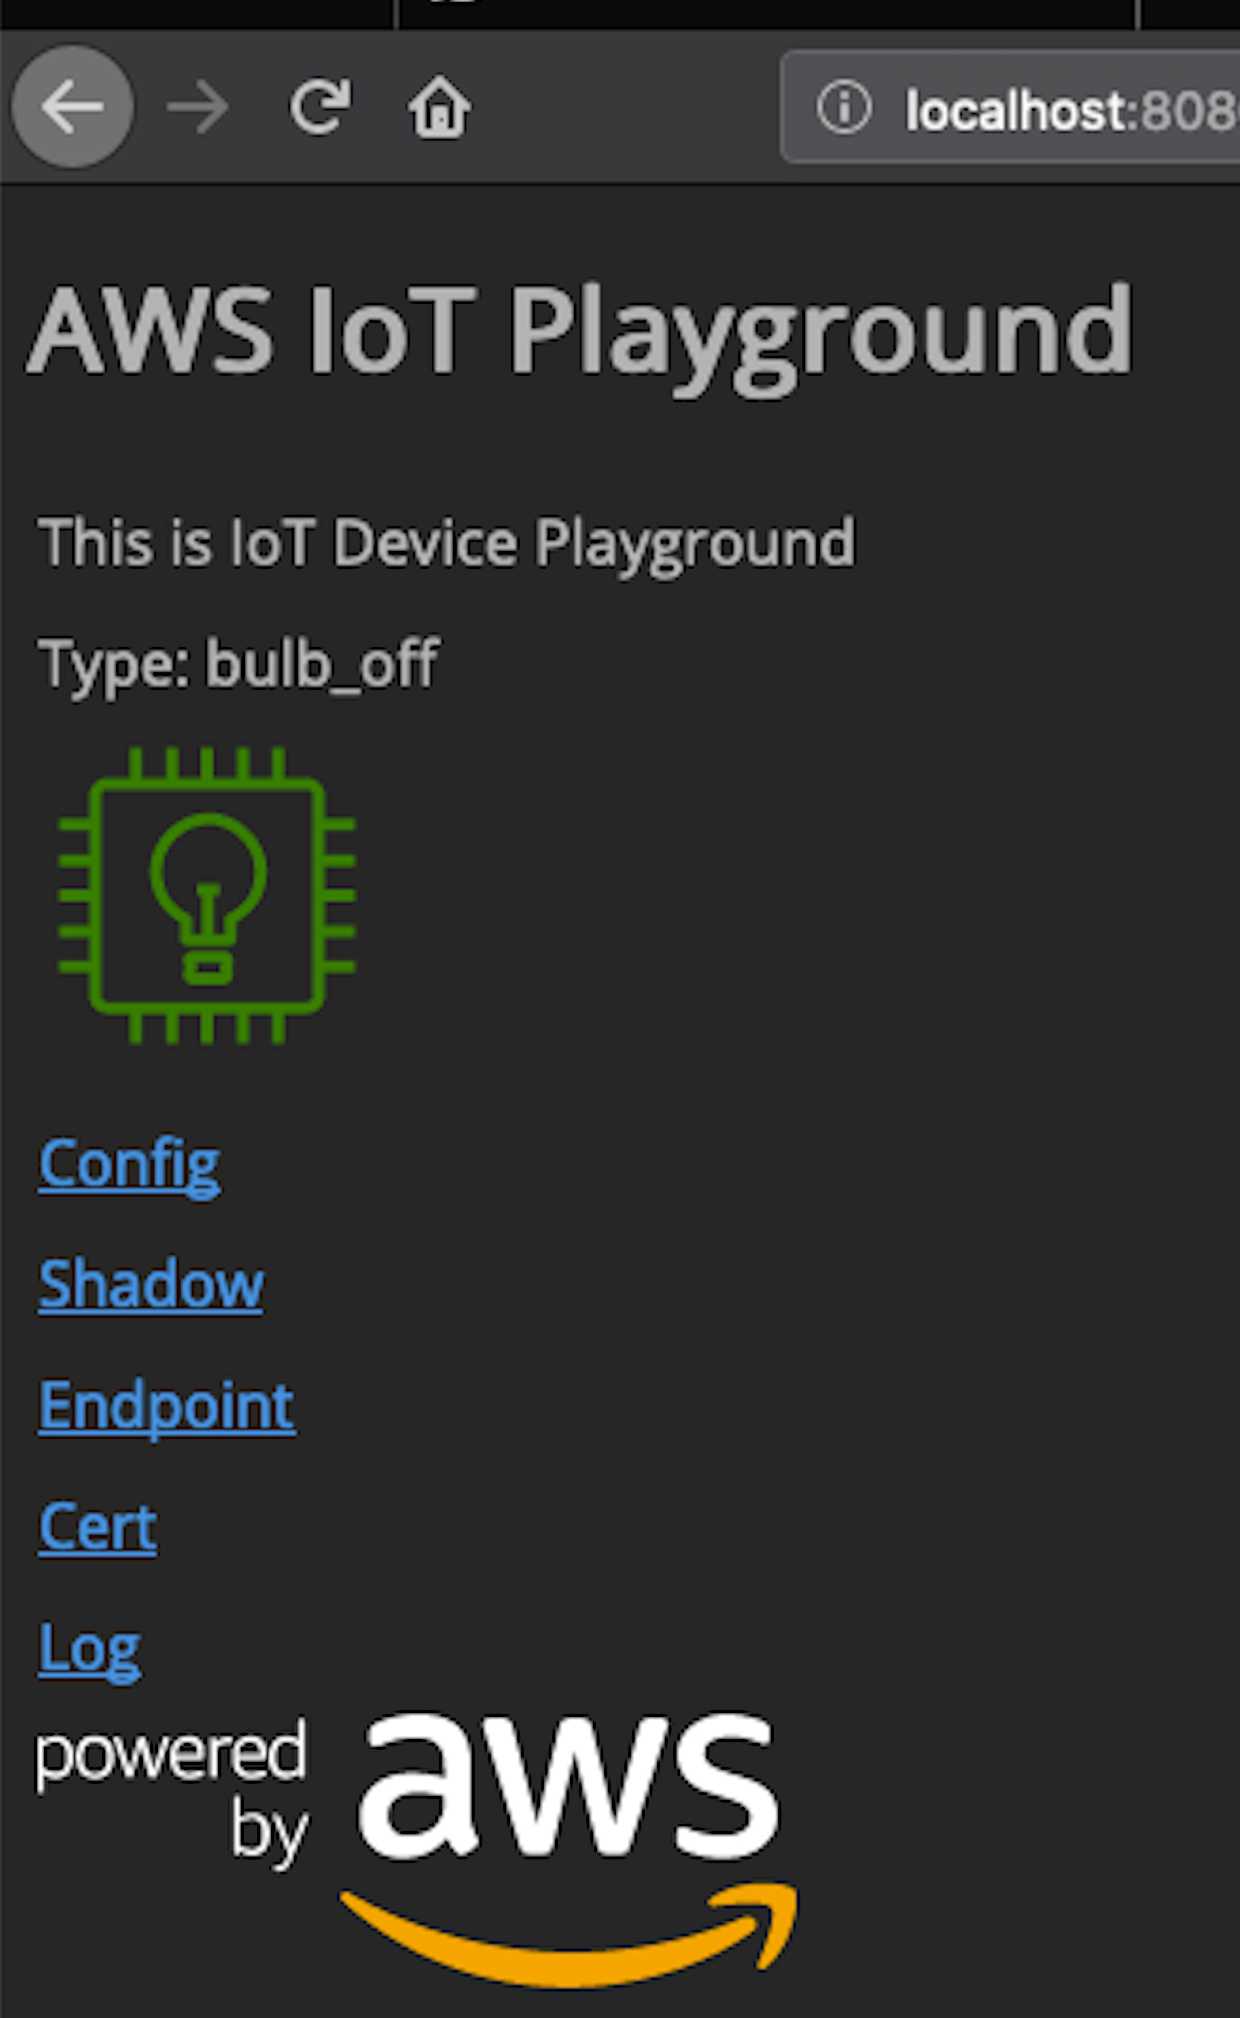 localhost:808
AWS IoT Playground
This is IoT Device Playground
Type: bulb_off
Config
Shadow
Endpoint
Cert
Log
powered
by
aws